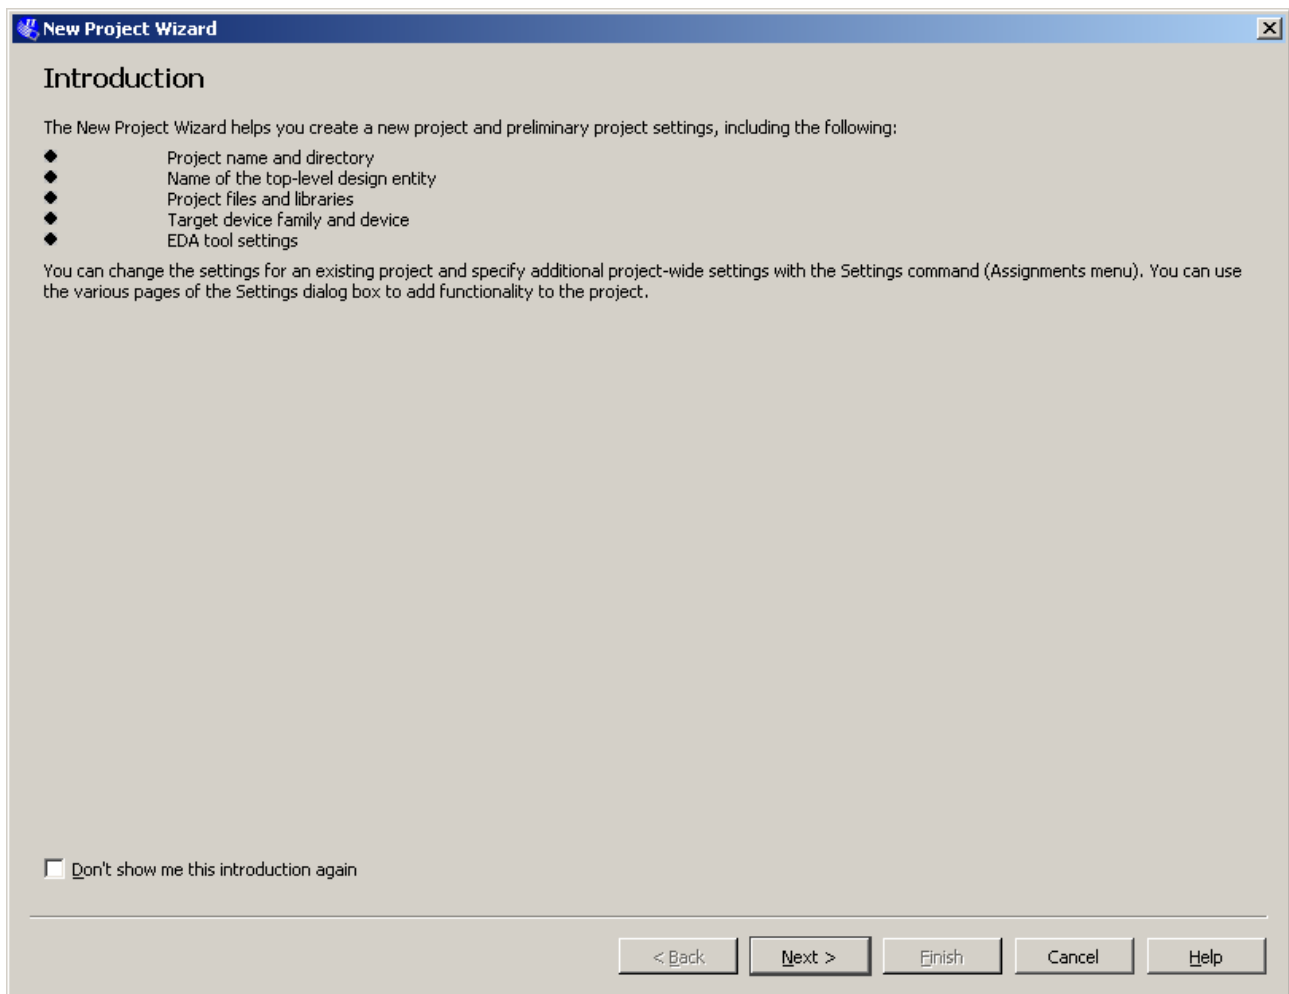 New Project Wizard
Introduction
The New Project Wizard helps you create a new project and preliminary project settings, including the following:
Project name and directory
Name of the top-level design entity
Project files and libraries
Target device family and device
EDA tool settings
You can change the settings for an existing project and specify additional project-wide settings with the Settings command (Assignments menu). You can use
the various pages of the Settings dialog box to add functionality to the project.
Don't show me this introduction again
< Back Next > Finish Cancel Help